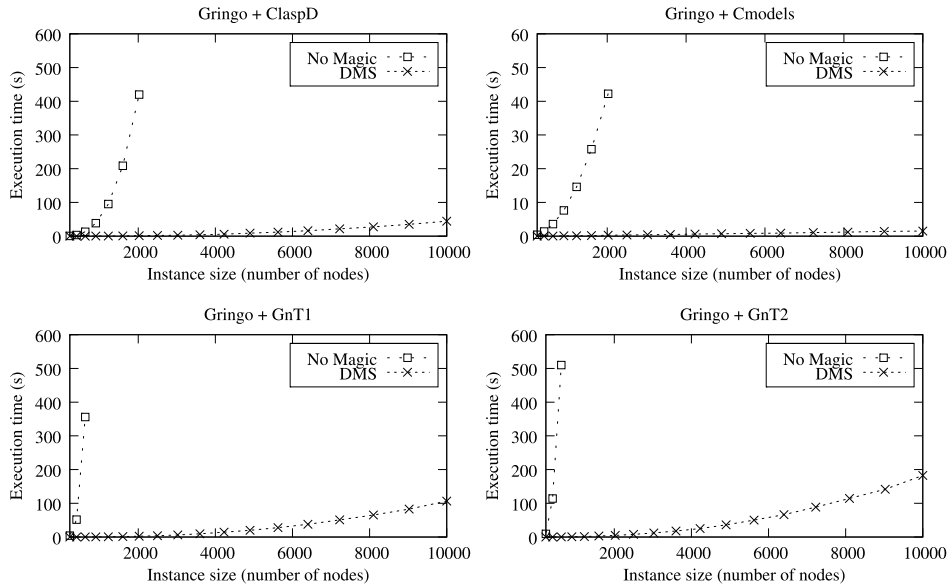 Gringo + ClaspD
Execution time (s)
600
500
400
300
200
100
0
2000 4000 6000 8000 10000
Instance size (number of nodes)
No Magic
DMS
Gringo + Cmodels
Execution time (s)
60
50
40
30
20
10
0
2000 4000 6000 8000 10000
Instance size (number of nodes)
No Magic
DMS
Gringo + GnT1
Execution time (s)
600
500
400
300
200
100
0
2000 4000 6000 8000 10000
Instance size (number of nodes)
No Magic
DMS
Gringo + GnT2
Execution time (s)
600
500
400
300
200
100
0
2000 4000 6000 8000 10000
Instance size (number of nodes)
No Magic
DMS